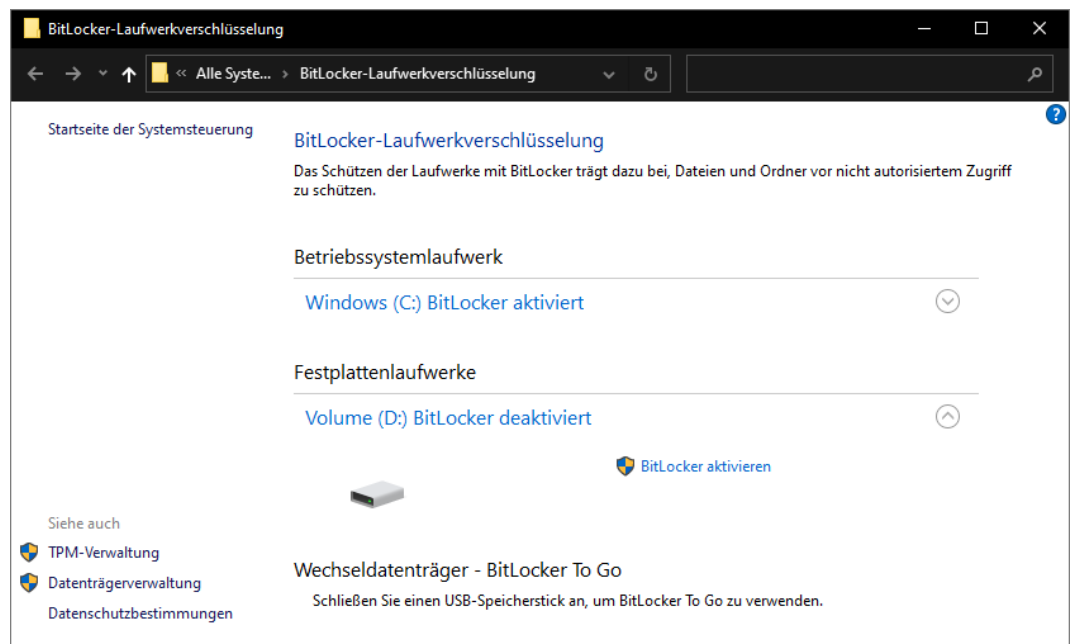 BitLocker-Laufwerkverschlüsselung
« Alle Syste... › BitLocker-Laufwerkverschlüsselung
?
Startseite der Systemsteuerung
BitLocker-Laufwerkverschlüsselung
Das Schützen der Laufwerke mit BitLocker trägt dazu bei, Dateien und Ordner vor nicht autorisiertem Zugriff
zu schützen.
Betriebssystemlaufwerk
Windows (C:) BitLocker aktiviert
Festplattenlaufwerke
Volume (D:) BitLocker deaktiviert
BitLocker aktivieren
Siehe auch
TPM-Verwaltung
Datenträgerverwaltung
Datenschutzbestimmungen
Wechseldatenträger - BitLocker To Go
Schließen Sie einen USB-Speicherstick an, um BitLocker To Go zu verwenden.